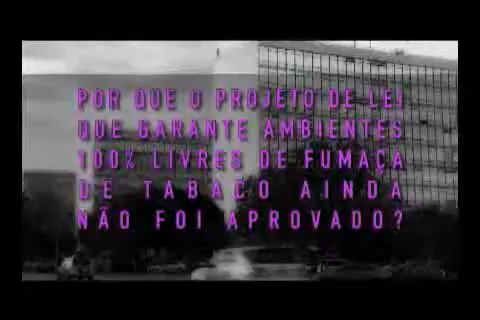 POR QUE O PROJETO DE LEI
QUE GARANTE AMBIENTES
100% LIVRES DE FUMAÇA
DE TABACO AINDA
NÃO FOI APROVADO?